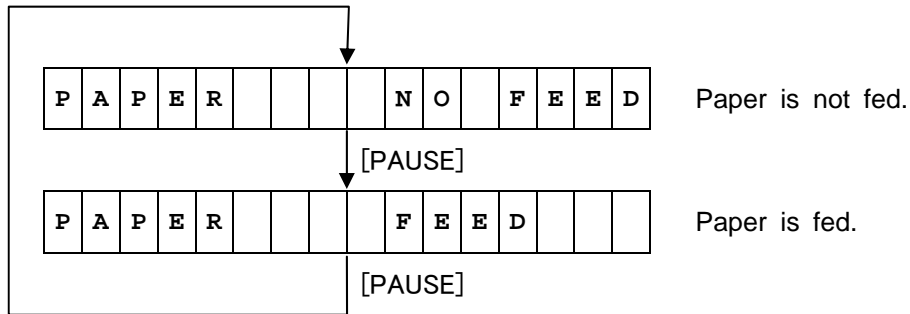 PAPER NO FEED Paper is not fed.
[PAUSE]
PAPER FEED Paper is fed.
[PAUSE]